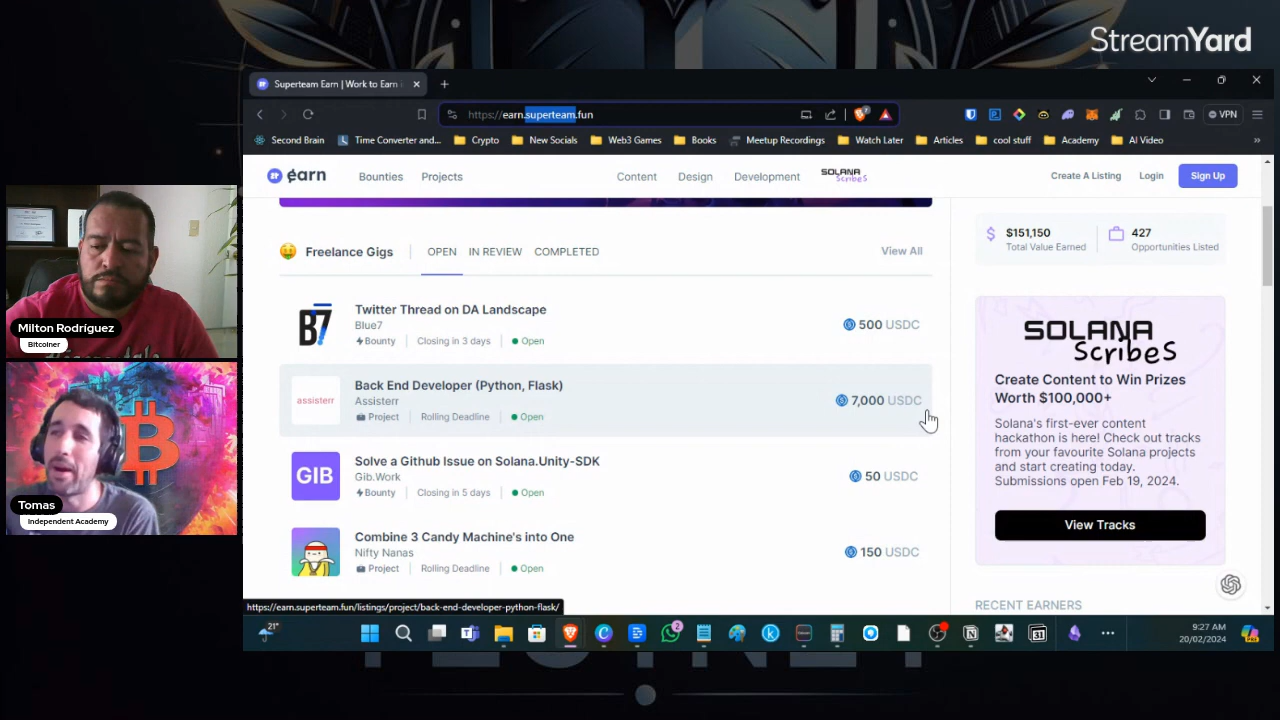 StreamYard
Superteam Earn | Work to Earn
https://earn.superteam.fun
VPN
Second Brain
Time Converter and...
Crypto
New Socials
Web3 Games
Books
Meetup Recordings
Watch Later
Articles
cool stuff
Academy
AI Video
earn
Bounties
Projects
Content
Design
Development
SOLANA
Scribes
Create A Listing
Login
Sign Up
Freelance Gigs
OPEN
IN REVIEW
COMPLETED
View All
B7
Twitter Thread on DA Landscape
Blue7
Bounty
Closing in 3 days
Open
500 USDC
assisterr
Back End Developer (Python, Flask)
Assisterr
Project
Rolling Deadline
Open
7,000 USDC
GIB
Solve a Github Issue on Solana.Unity-SDK
Gib.Work
Bounty
Closing in 5 days
Open
50 USDC
Combine 3 Candy Machine's into One
Nifty Nanas
Project
Rolling Deadline
Open
150 USDC
$151,150
Total Value Earned
427
Opportunities Listed
SOLANA
Scribes
Create Content to Win Prizes
Worth $100,000+
Solana's first-ever content
hackathon is here! Check out tracks
from your favourite Solana projects
and start creating today.
Submissions open Feb 19, 2024.
View Tracks
RECENT EARNERS
https://earn.superteam.fun/listings/project/back-end-developer-python-flask/
21°
2
31
9:27 AM
20/02/2024
Milton Rodríguez
Bitcoiner
Tomas
Independent Academy